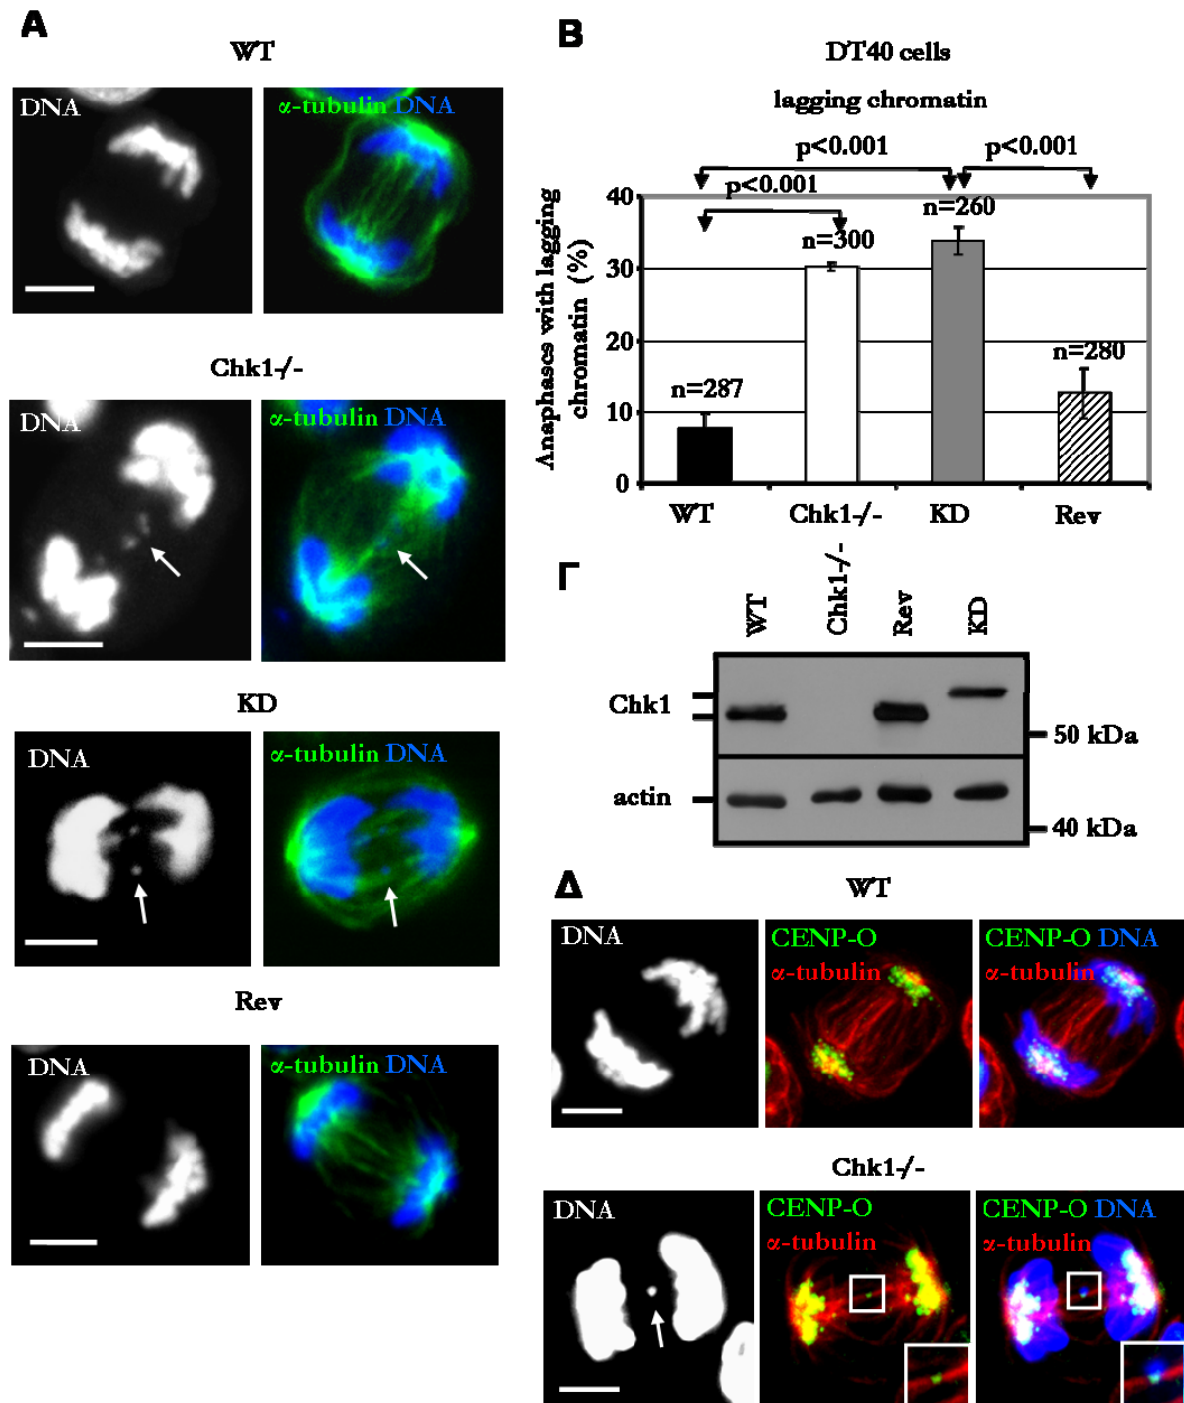 A
WT
DNA
α-tubulin DNA
Chk1-/-
DNA
α-tubulin DNA
KD
DNA
α-tubulin DNA
Rev
DNA
α-tubulin DNA
B
DT40 cells
lagging chromatin
p<0.001
p<0.001
p<0.001
Anaphases with lagging
chromatin (%)
40
30
20
10
0
n=287
n=300
n=260
n=280
WT
Chk1-/-
KD
Rev
Γ
WT
Chk1-/-
Rev
KD
Chk1
50 kDa
actin
40 kDa
Δ
WT
DNA
CENP-O
α-tubulin
CENP-O DNA
α-tubulin
Chk1-/-
DNA
CENP-O
α-tubulin
CENP-O DNA
α-tubulin